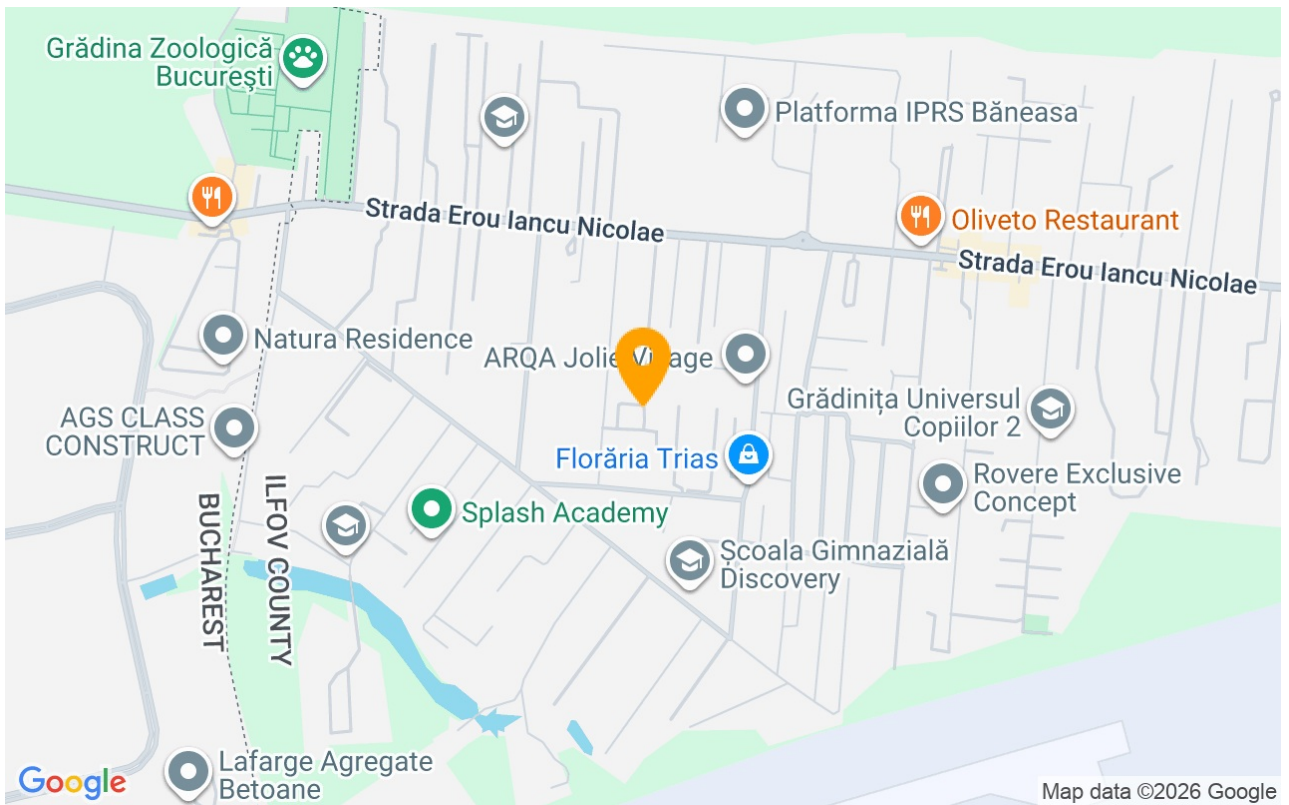 Grădina Zoologică
Bucureşti
Platforma IPRS Băneasa
Strada Erou Iancu Nicolae
Oliveto Restaurant
Strada Erou Iancu Nicolae
Natura Residence
ARQA Jolie Village
Grădinița Universul
Copiilor 2
AGS CLASS
CONSTRUCT
Florăria Trias
Rovere Exclusive
Concept
Splash Academy
BUCHAREST
ILFOV COUNTY
Școala Gimnazială
Discovery
Lafarge Agregate
Betoane
Google
Map data ©2026 Google